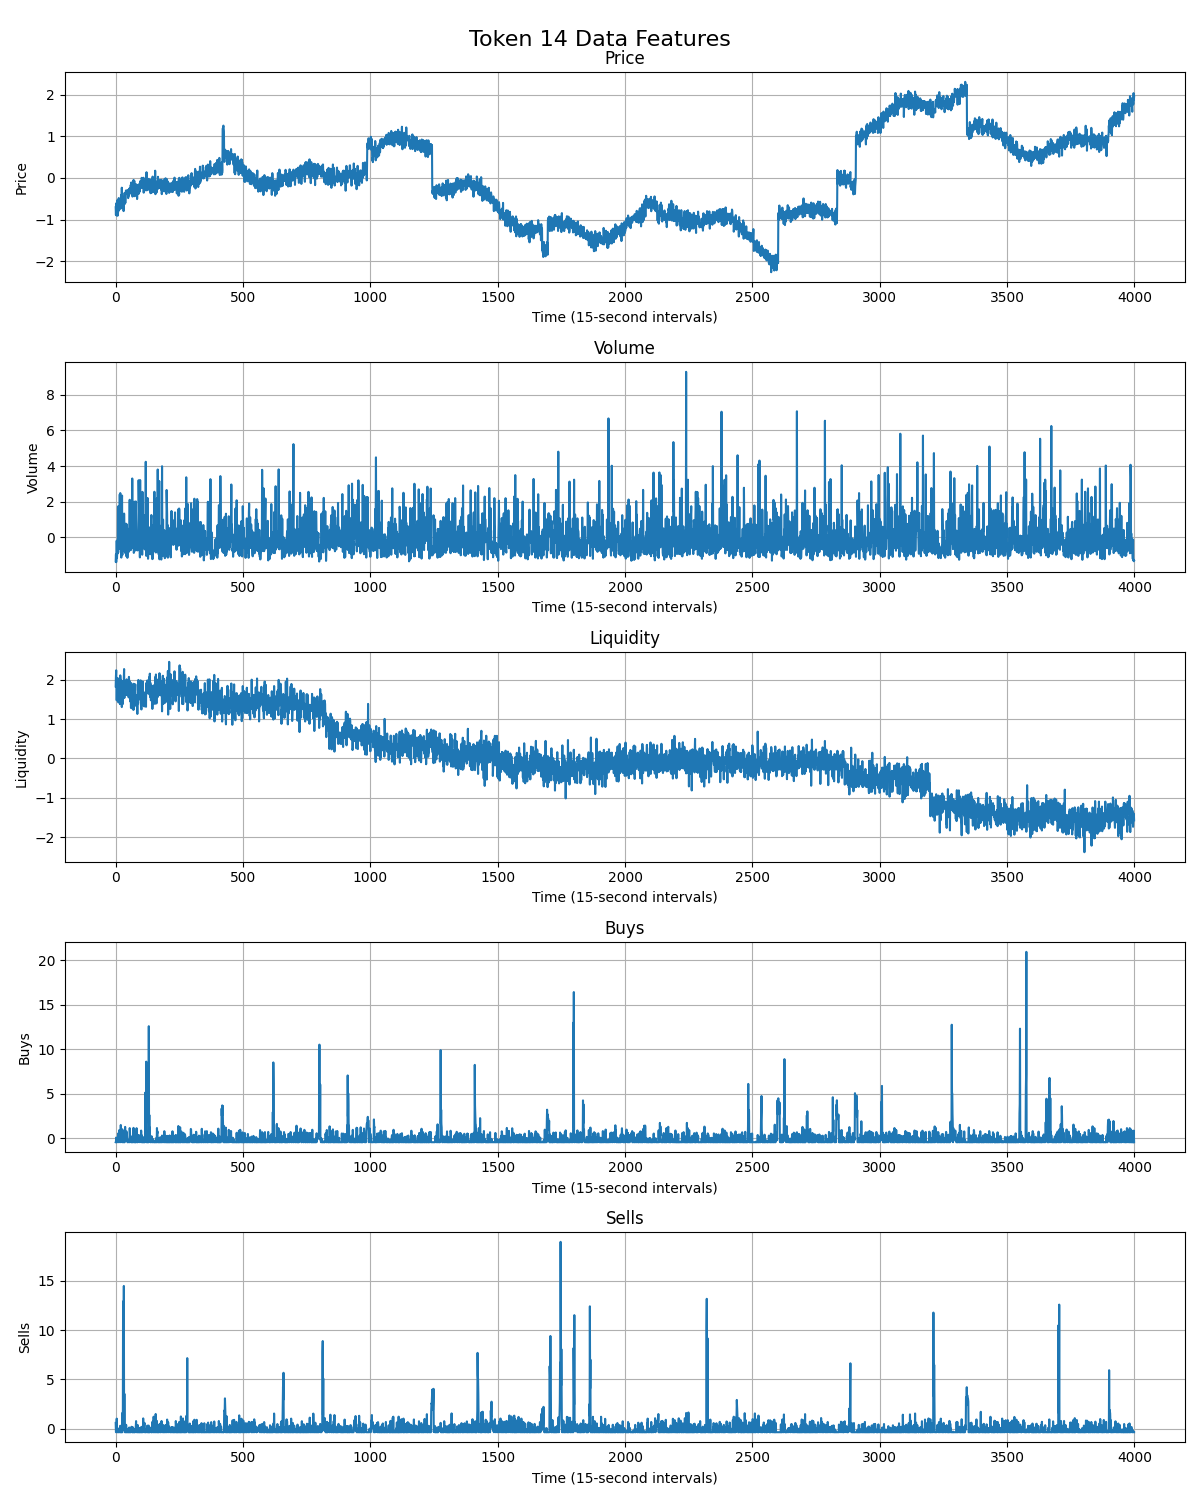 Token 14 Data Features
Price
Price
2
1
0
−1
−2
0 500 1000 1500 2000 2500 3000 3500 4000
Time (15-second intervals)
Volume
Volume
8
6
4
2
0
0 500 1000 1500 2000 2500 3000 3500 4000
Time (15-second intervals)
Liquidity
Liquidity
2
1
0
−1
−2
0 500 1000 1500 2000 2500 3000 3500 4000
Time (15-second intervals)
Buys
Buys
20
15
10
5
0
0 500 1000 1500 2000 2500 3000 3500 4000
Time (15-second intervals)
Sells
Sells
15
10
5
0
0 500 1000 1500 2000 2500 3000 3500 4000
Time (15-second intervals)